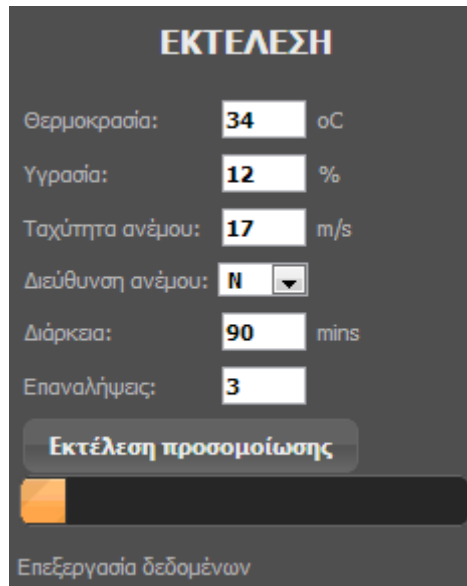 ΕΚΤΕΛΕΣΗ
Θερμοκρασία: 34 oC
Υγρασία: 12 %
Ταχύτητα ανέμου: 17 m/s
Διεύθυνση ανέμου: N
Διάρκεια: 90 mins
Επαναλήψεις: 3
Εκτέλεση προσομοίωσης
Επεξεργασία δεδομένων